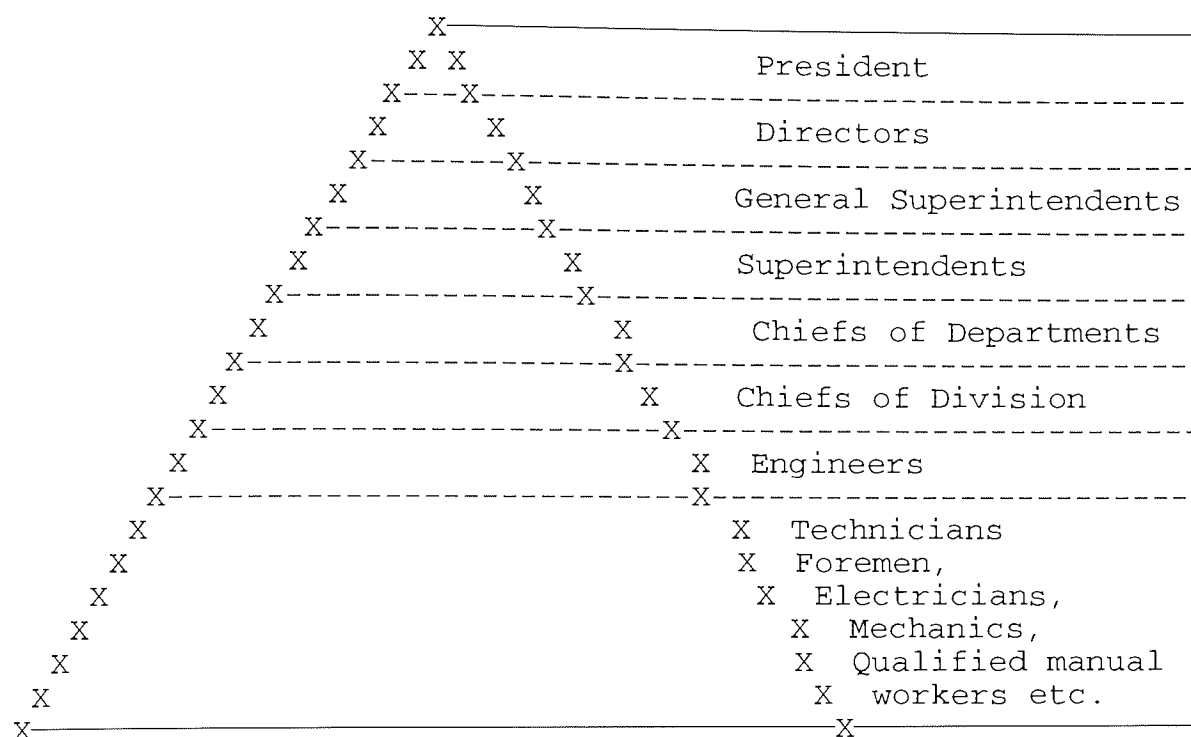 X
X X President
X---X
X X Directors
X-------X
X X General Superintendents
X-----------X
X X Superintendents
X---------------X
X X Chiefs of Departments
X-------------------X
X X Chiefs of Division
X-----------------------X
X X Engineers
X---------------------------X
X X Technicians
X X Foremen,
X X Electricians,
X X Mechanics,
X X Qualified manual
X X workers etc.
X X